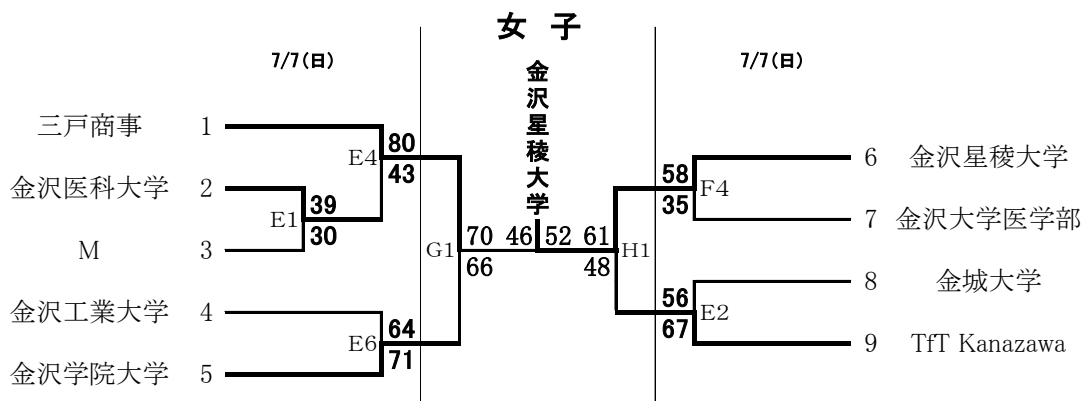 女 子
7/7(日)
7/7(日)
金沢星稜大学
三戸商事 1
金沢医科大学 2
M 3
金沢工業大学 4
金沢学院大学 5
E4
80
43
E1
39
30
E6
64
71
G1
70
66
46 52
61
48
H1
58
35
F4
56
67
E2
6 金沢星稜大学
7 金沢大学医学部
8 金城大学
9 TfT Kanazawa